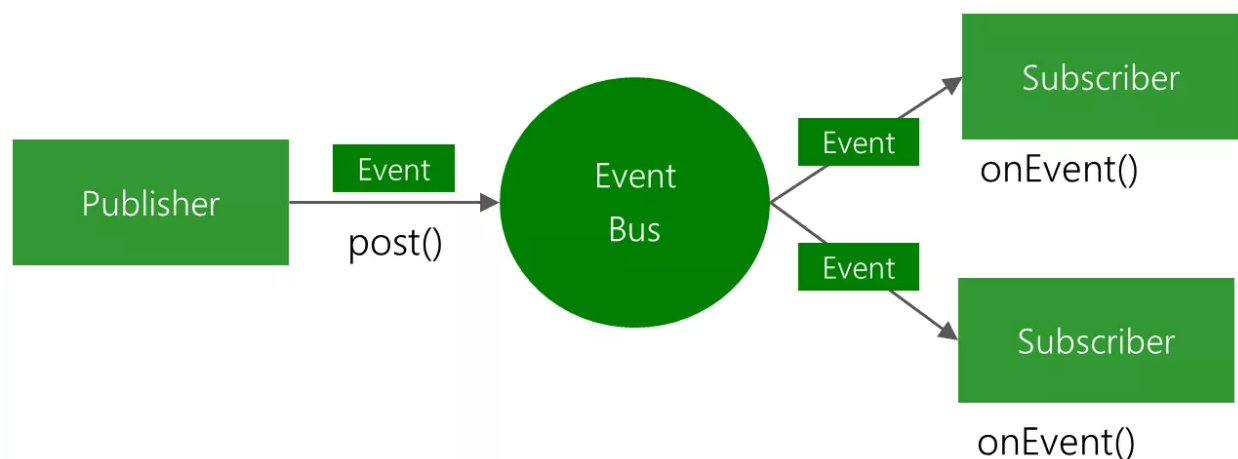 Publisher
Event
post()
Event
Bus
Event
Subscriber
onEvent()
Event
Subscriber
onEvent()